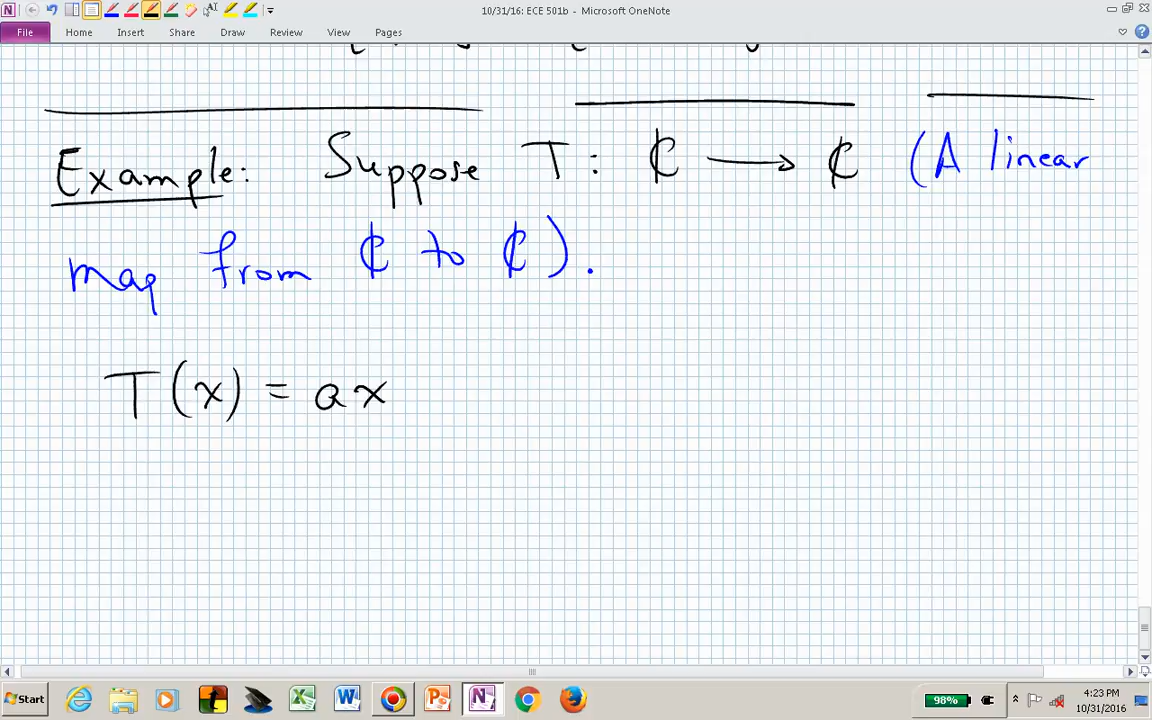 10/31/16: ECE 501b - Microsoft OneNote
File Home Insert Share Draw Review View Pages
Example: Suppose T: ℂ ⟶ ℂ (A linear
map from ℂ to ℂ).
T(x) = ax
Start
98%
4:23 PM
10/31/2016